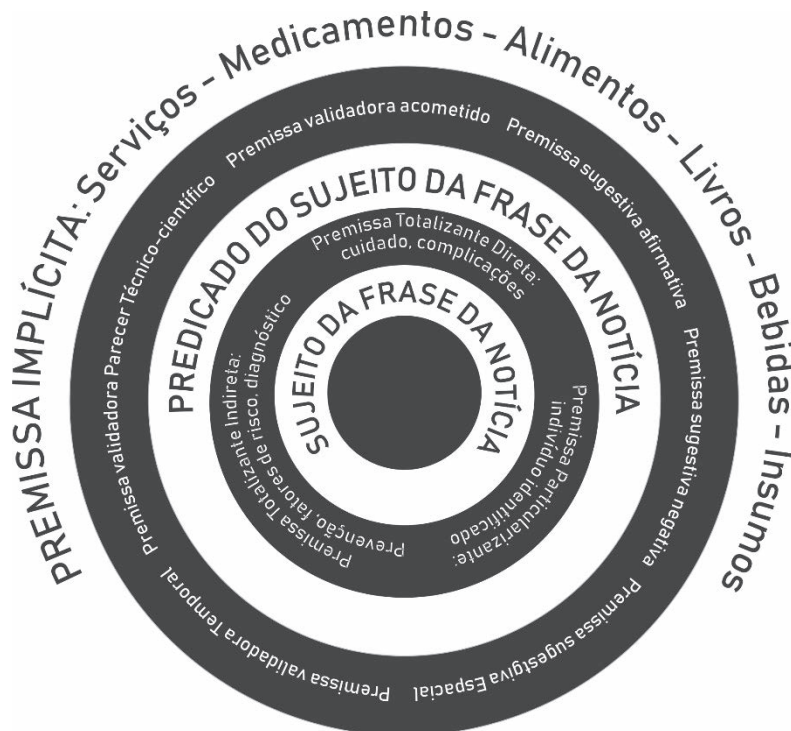 PREMISSA IMPLÍCITA: Serviços - Medicamentos - Alimentos - Livros - Bebidas - Insumos
Premissa validadora acometido
Premissa sugestiva afirmativa
Premissa sugestiva negativa
Premissa sugestgiva Espacial
Premissa validadora Temporal
Premissa validadora Parecer Técnico-científico
PREDICADO DO SUJEITO DA FRASE DA NOTÍCIA
Premissa Totalizante Direta:
cuidado, complicações
Premissa Particularizante:
indivíduo identificado
Premissa Totalizante Indireta:
Prevenção, fatores de risco, diagnóstico
SUJEITO DA FRASE DA NOTÍCIA